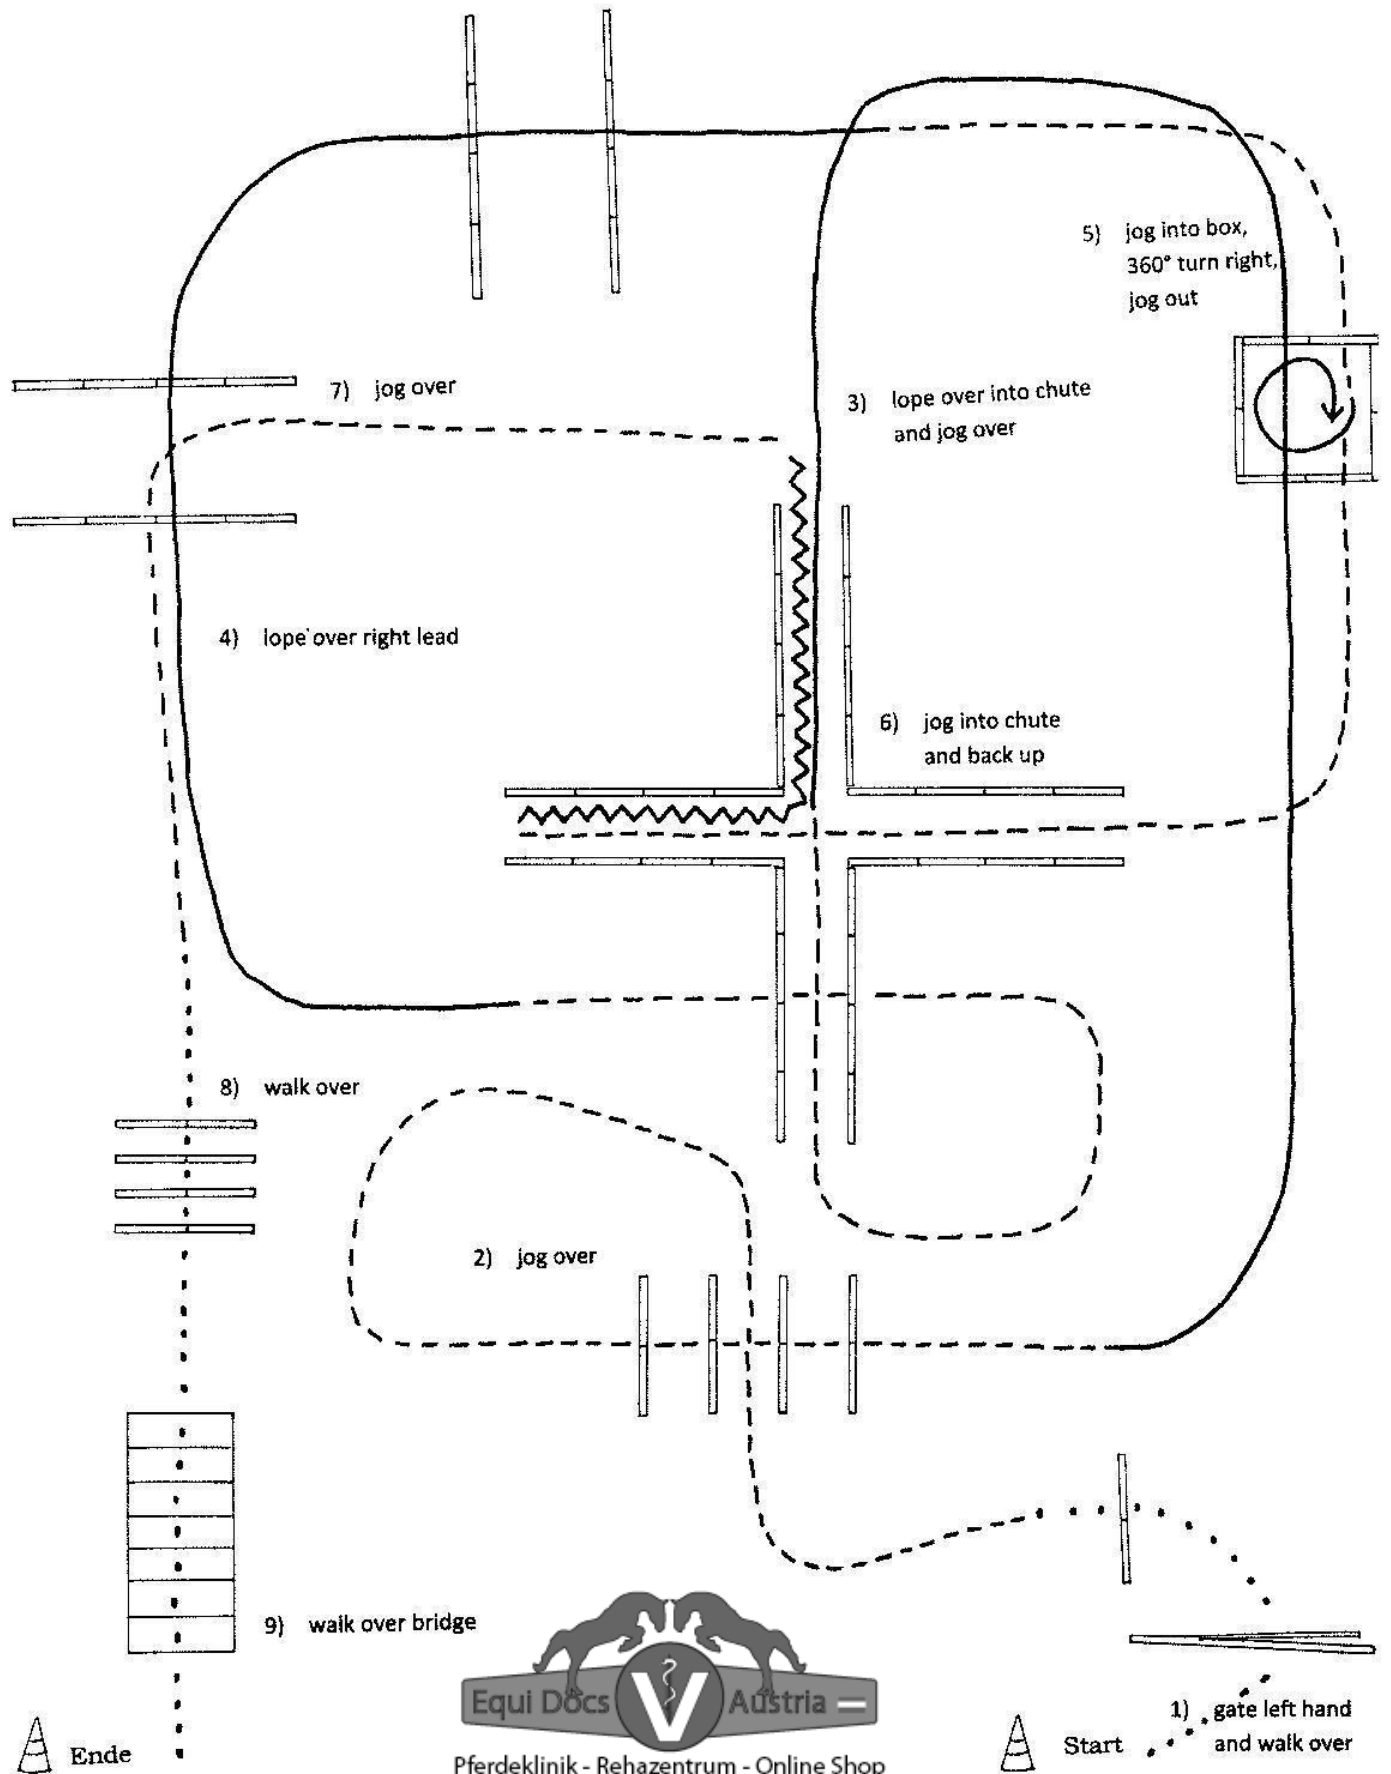 5) jog into box,
360° turn right,
jog out
7) jog over
3) lope over into chute
and jog over
4) lope over right lead
6) jog into chute
and back up
8) walk over
2) jog over
9) walk over bridge
Equi Docs V Austria
Pferdeklinik - Rehazentrum - Online Shop
1) gate left hand
and walk over
Start
Ende